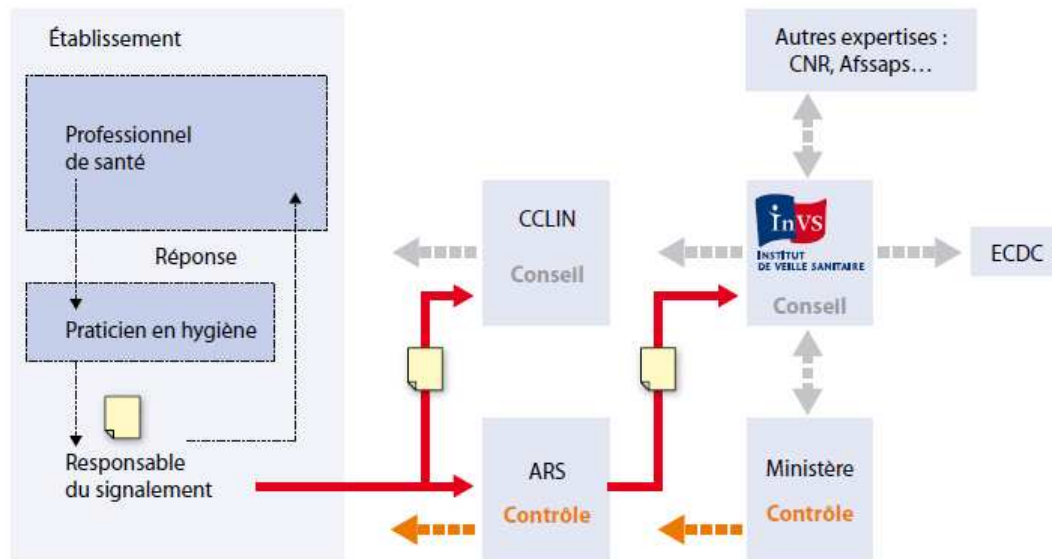 Établissement
Professionnel
de santé
Réponse
Praticien en hygiène
Responsable
du signalement
CCLIN
Conseil
ARS
Contrôle
Autres expertises :
CNR, Afssaps…
InVS
INSTITUT
DE VEILLE SANITAIRE
Conseil
ECDC
Ministère
Contrôle